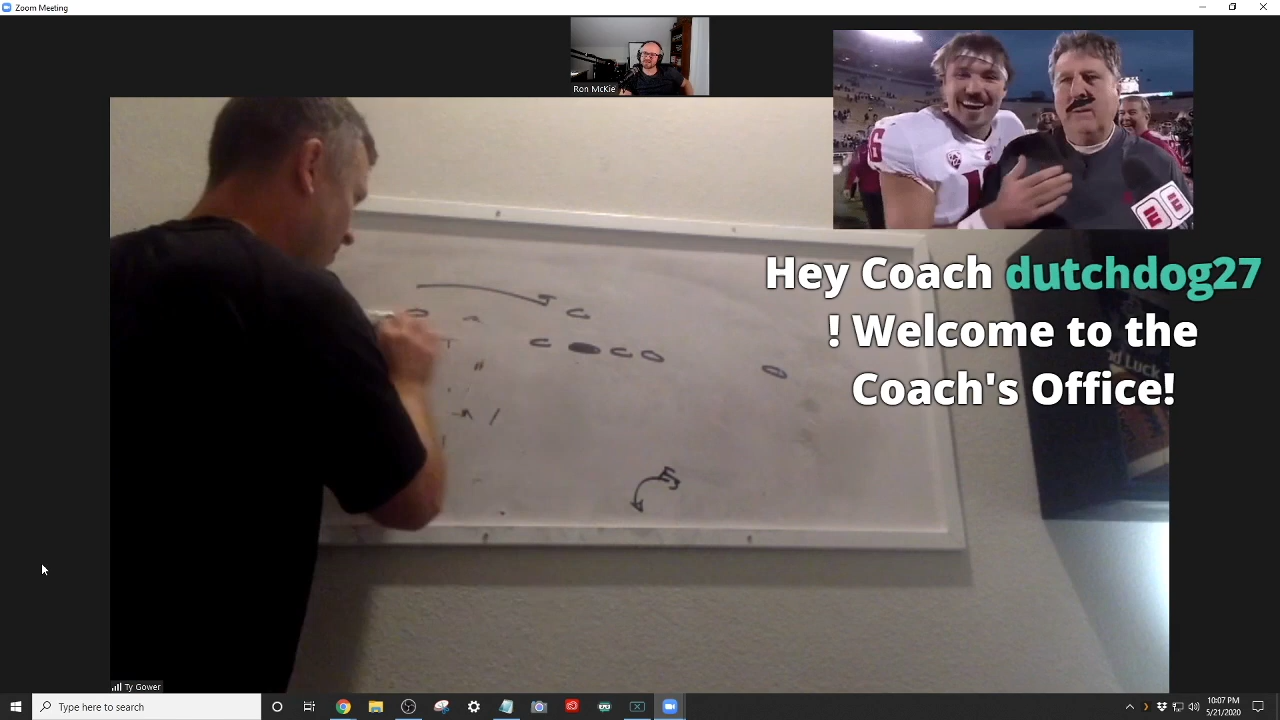 Zoom Meeting
Ron McKie
Hey Coach dutchdog27
! Welcome to the
Coach's Office!
Luck
Ty Gower
Type here to search
10:07 PM
5/21/2020